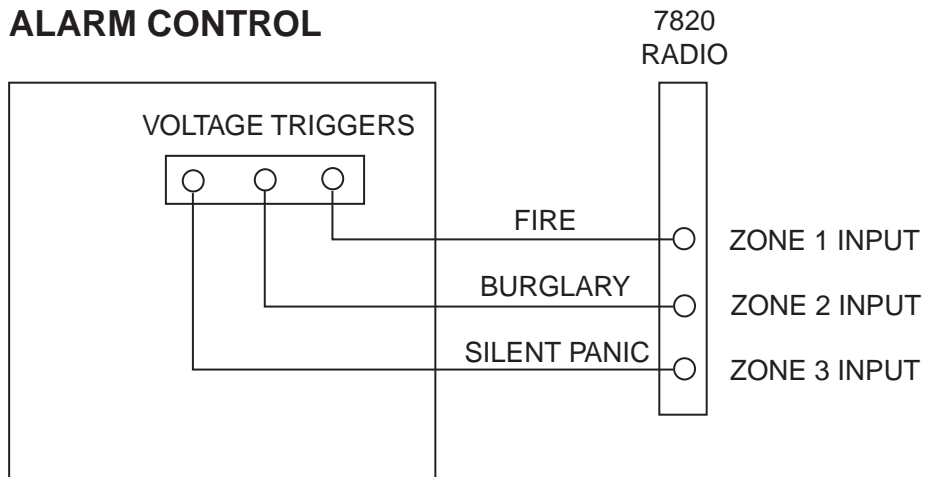 ALARM CONTROL
7820
RADIO
VOLTAGE TRIGGERS
FIRE
ZONE 1 INPUT
BURGLARY
ZONE 2 INPUT
SILENT PANIC
ZONE 3 INPUT